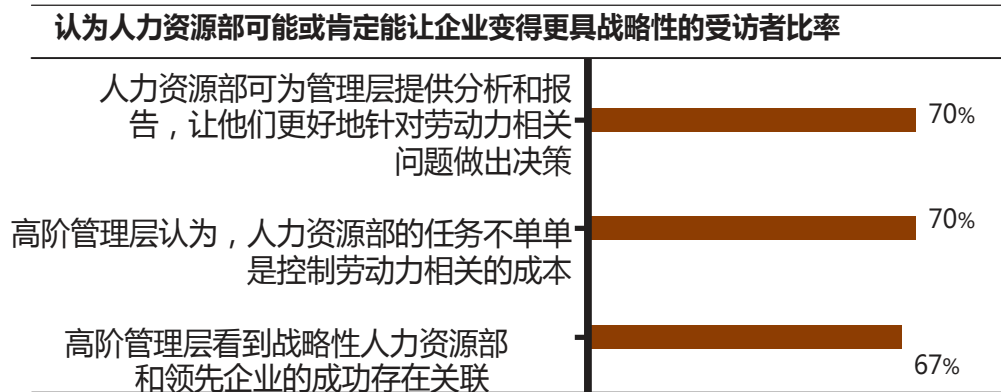 认为人力资源部可能或肯定能让企业变得更具战略性的受访者比率
人力资源部可为管理层提供分析和报
告，让他们更好地针对劳动力相关
问题做出决策
70%
高阶管理层认为，人力资源部的任务不单单
是控制劳动力相关的成本
70%
高阶管理层看到战略性人力资源部
和领先企业的成功存在关联
67%